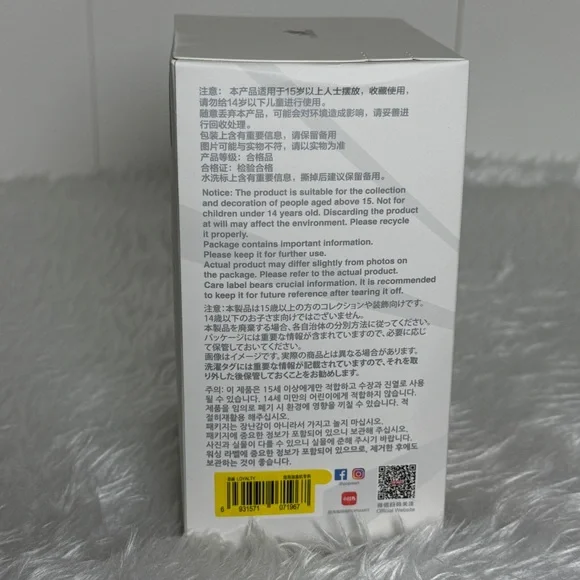 注意： 本产品适用于15岁以上人士摆放，收藏使用，
请勿给14岁以下儿童进行使用。
随意丢弃本产品，可能会对环境造成影响，请妥善进
行回收处理。
包装上含有重要信息，请保留备用
图片可能与实物不符，请以实物为准
产品等级：合格品
合格证：检验合格
水洗标上含有重要信息，撕掉后建议保留备用。
Notice: The product is suitable for the collection
and decoration of people aged above 15. Not for
children under 14 years old. Discarding the product
at will may affect the environment. Please recycle
it properly.
Package contains important information.
Please keep it for further use.
Actual product may differ slightly from photos on
the package. Please refer to the actual product.
Care label bears crucial information. It is recommended
to keep it for future reference after tearing it off.
注意:本製品は15歳以上の方のコレクションや装飾向けです。
14歳以下のお子さま向けではございません。
本製品を廃棄する場合、各自治体の分別方法に従ってください。
パッケージには重要な情報が含まれていますので、必要に応じ
て保管しておいてください。
画像はイメージです。実際の商品とは異なる場合があります。
洗濯タグには重要な情報が記載されていますので、それを取
り外した後保管しておくことをお勧めします。
주의: 이 제품은 15세 이상에게만 적합하고 수장과 진열로 사용
될 수 있습니다. 14세 미만의 어린이에게 적합하지 않습니다.
제품을 임의로 폐기 시 환경에 영향을 끼칠 수 있습니다. 적
절히재활용 해주십시오.
패키지는 장난감이 아니라서 가지고 놀지 마십시오.
패키지에 중요한 정보가 포함되어 있으니 보관해 주십시오.
사진과 실물이 다를 수 있으니 실물에 준해 주시기 바랍니다.
워싱 라벨에 중요한 정보가 포함되어 있으므로, 제거한 후에도
보관하는 것이 좋습니다.
LOYALTY
6 931571 071967
小红书
Official Website